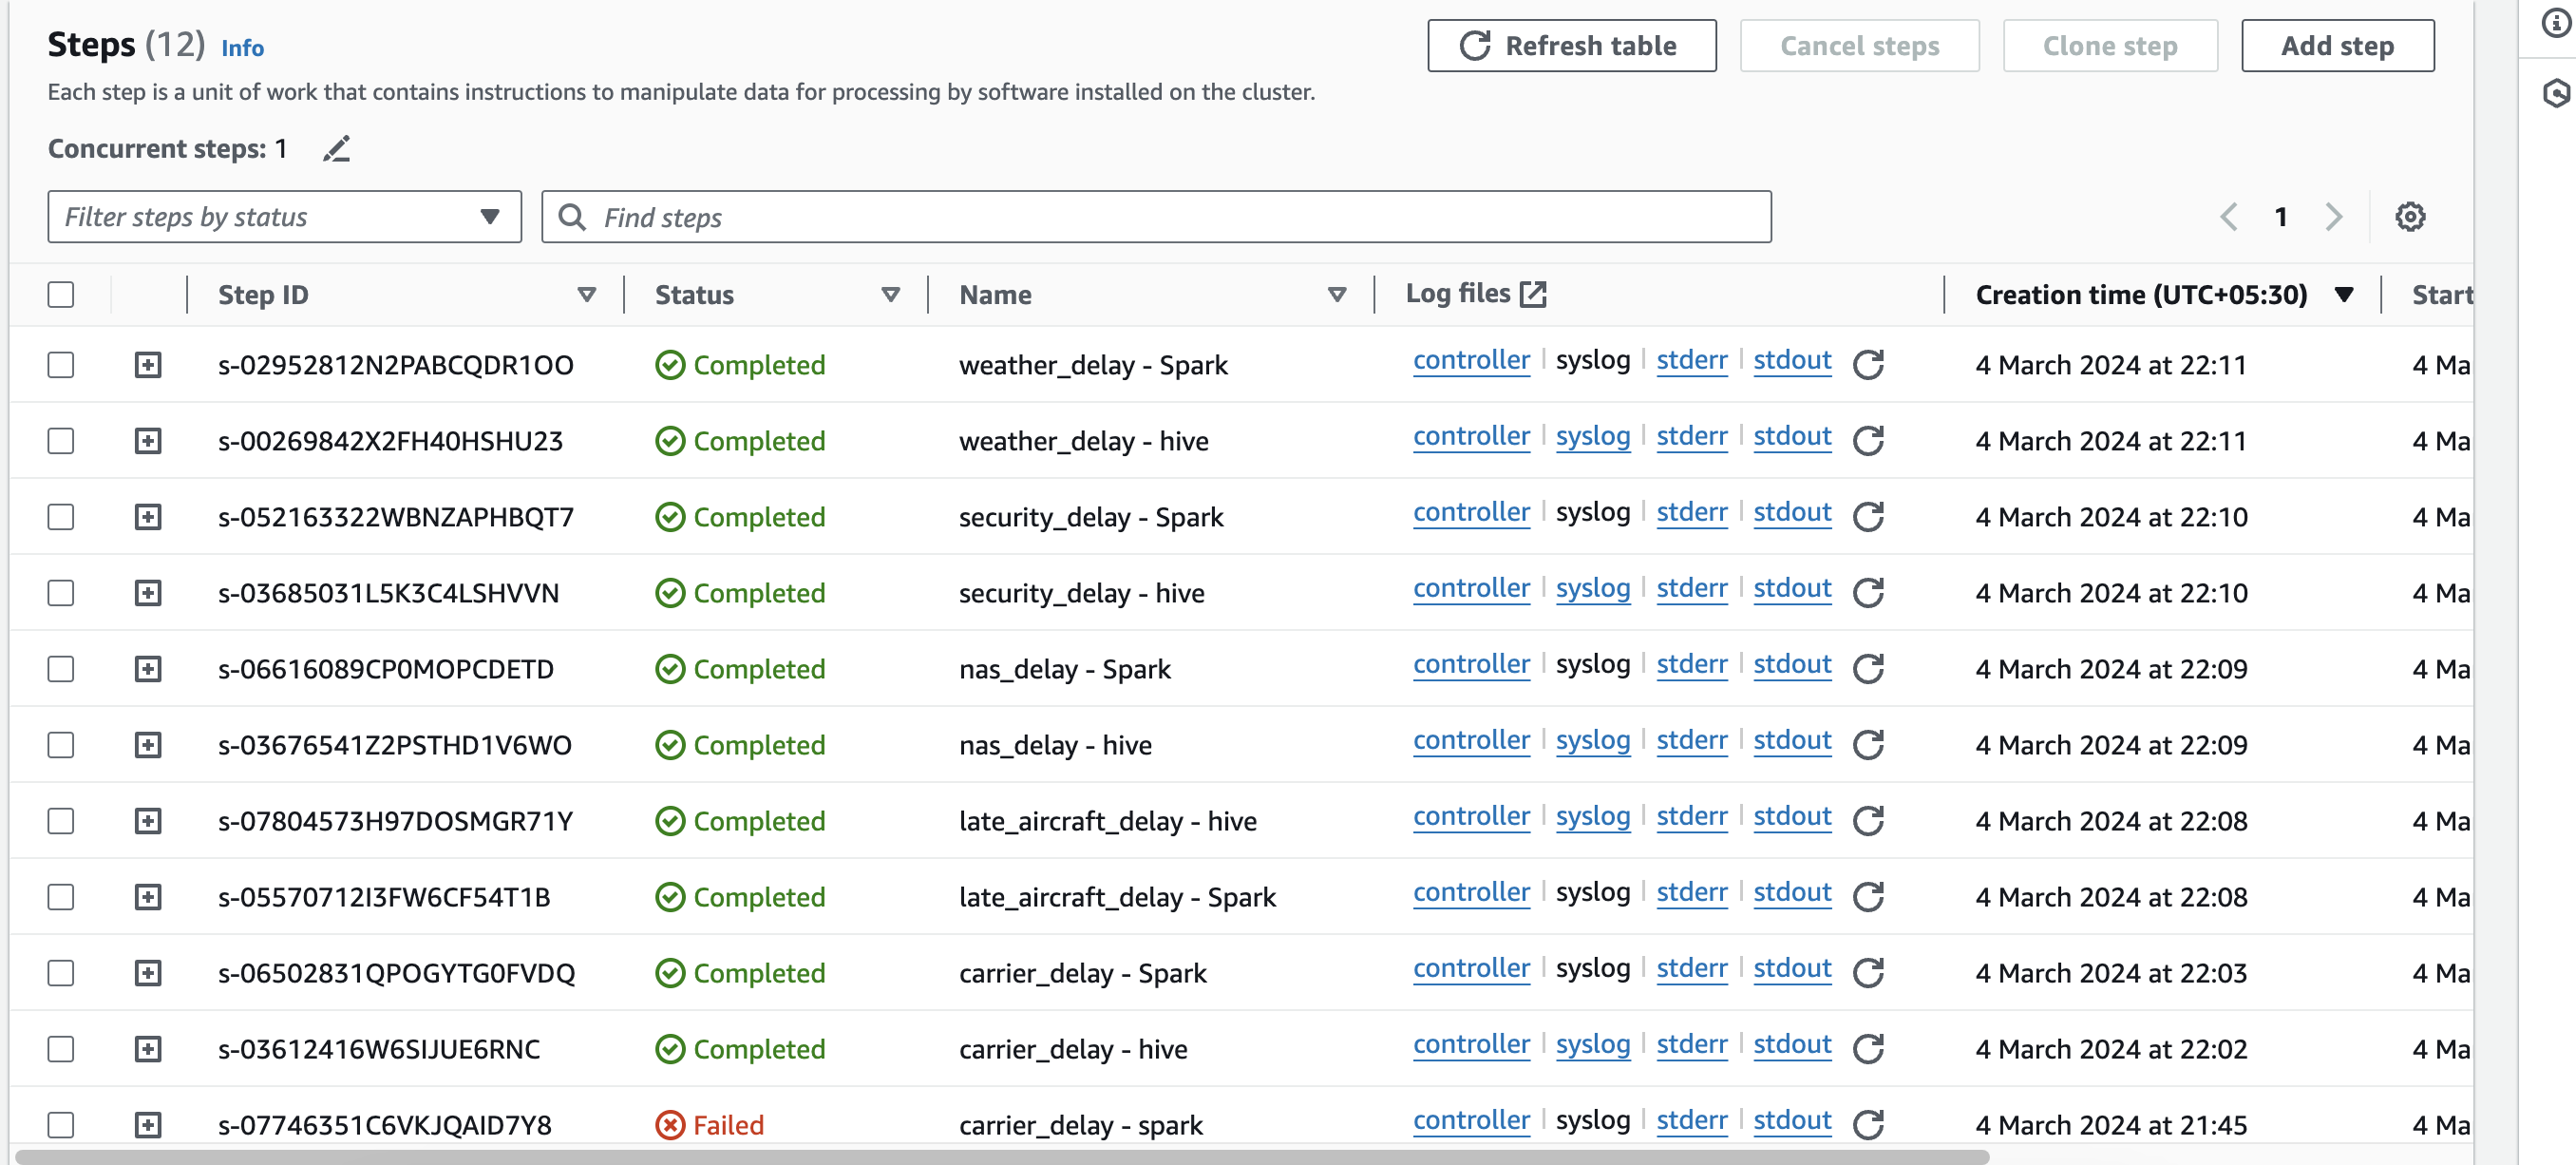 Steps (12) Info
Refresh table Cancel steps Clone step Add step
Each step is a unit of work that contains instructions to manipulate data for processing by software installed on the cluster.
Concurrent steps: 1
Filter steps by status Find steps 1
Step ID Status Name Log files Creation time (UTC+05:30) Start
s-02952812N2PABCQDR1OO Completed weather_delay - Spark controller syslog stderr stdout 4 March 2024 at 22:11 4 Ma
s-00269842X2FH40HSHU23 Completed weather_delay - hive controller syslog stderr stdout 4 March 2024 at 22:11 4 Ma
s-052163322WBNZAPHBQT7 Completed security_delay - Spark controller syslog stderr stdout 4 March 2024 at 22:10 4 Ma
s-03685031L5K3C4LSHVVN Completed security_delay - hive controller syslog stderr stdout 4 March 2024 at 22:10 4 Ma
s-06616089CP0MOPCDETD Completed nas_delay - Spark controller syslog stderr stdout 4 March 2024 at 22:09 4 Ma
s-03676541Z2PSTHD1V6WO Completed nas_delay - hive controller syslog stderr stdout 4 March 2024 at 22:09 4 Ma
s-07804573H97DOSMGR71Y Completed late_aircraft_delay - hive controller syslog stderr stdout 4 March 2024 at 22:08 4 Ma
s-05570712I3FW6CF54T1B Completed late_aircraft_delay - Spark controller syslog stderr stdout 4 March 2024 at 22:08 4 Ma
s-06502831QPOGYTG0FVDQ Completed carrier_delay - Spark controller syslog stderr stdout 4 March 2024 at 22:03 4 Ma
s-03612416W6SIJUE6RNC Completed carrier_delay - hive controller syslog stderr stdout 4 March 2024 at 22:02 4 Ma
s-07746351C6VKJQAID7Y8 Failed carrier_delay - spark controller syslog stderr stdout 4 March 2024 at 21:45 4 Ma